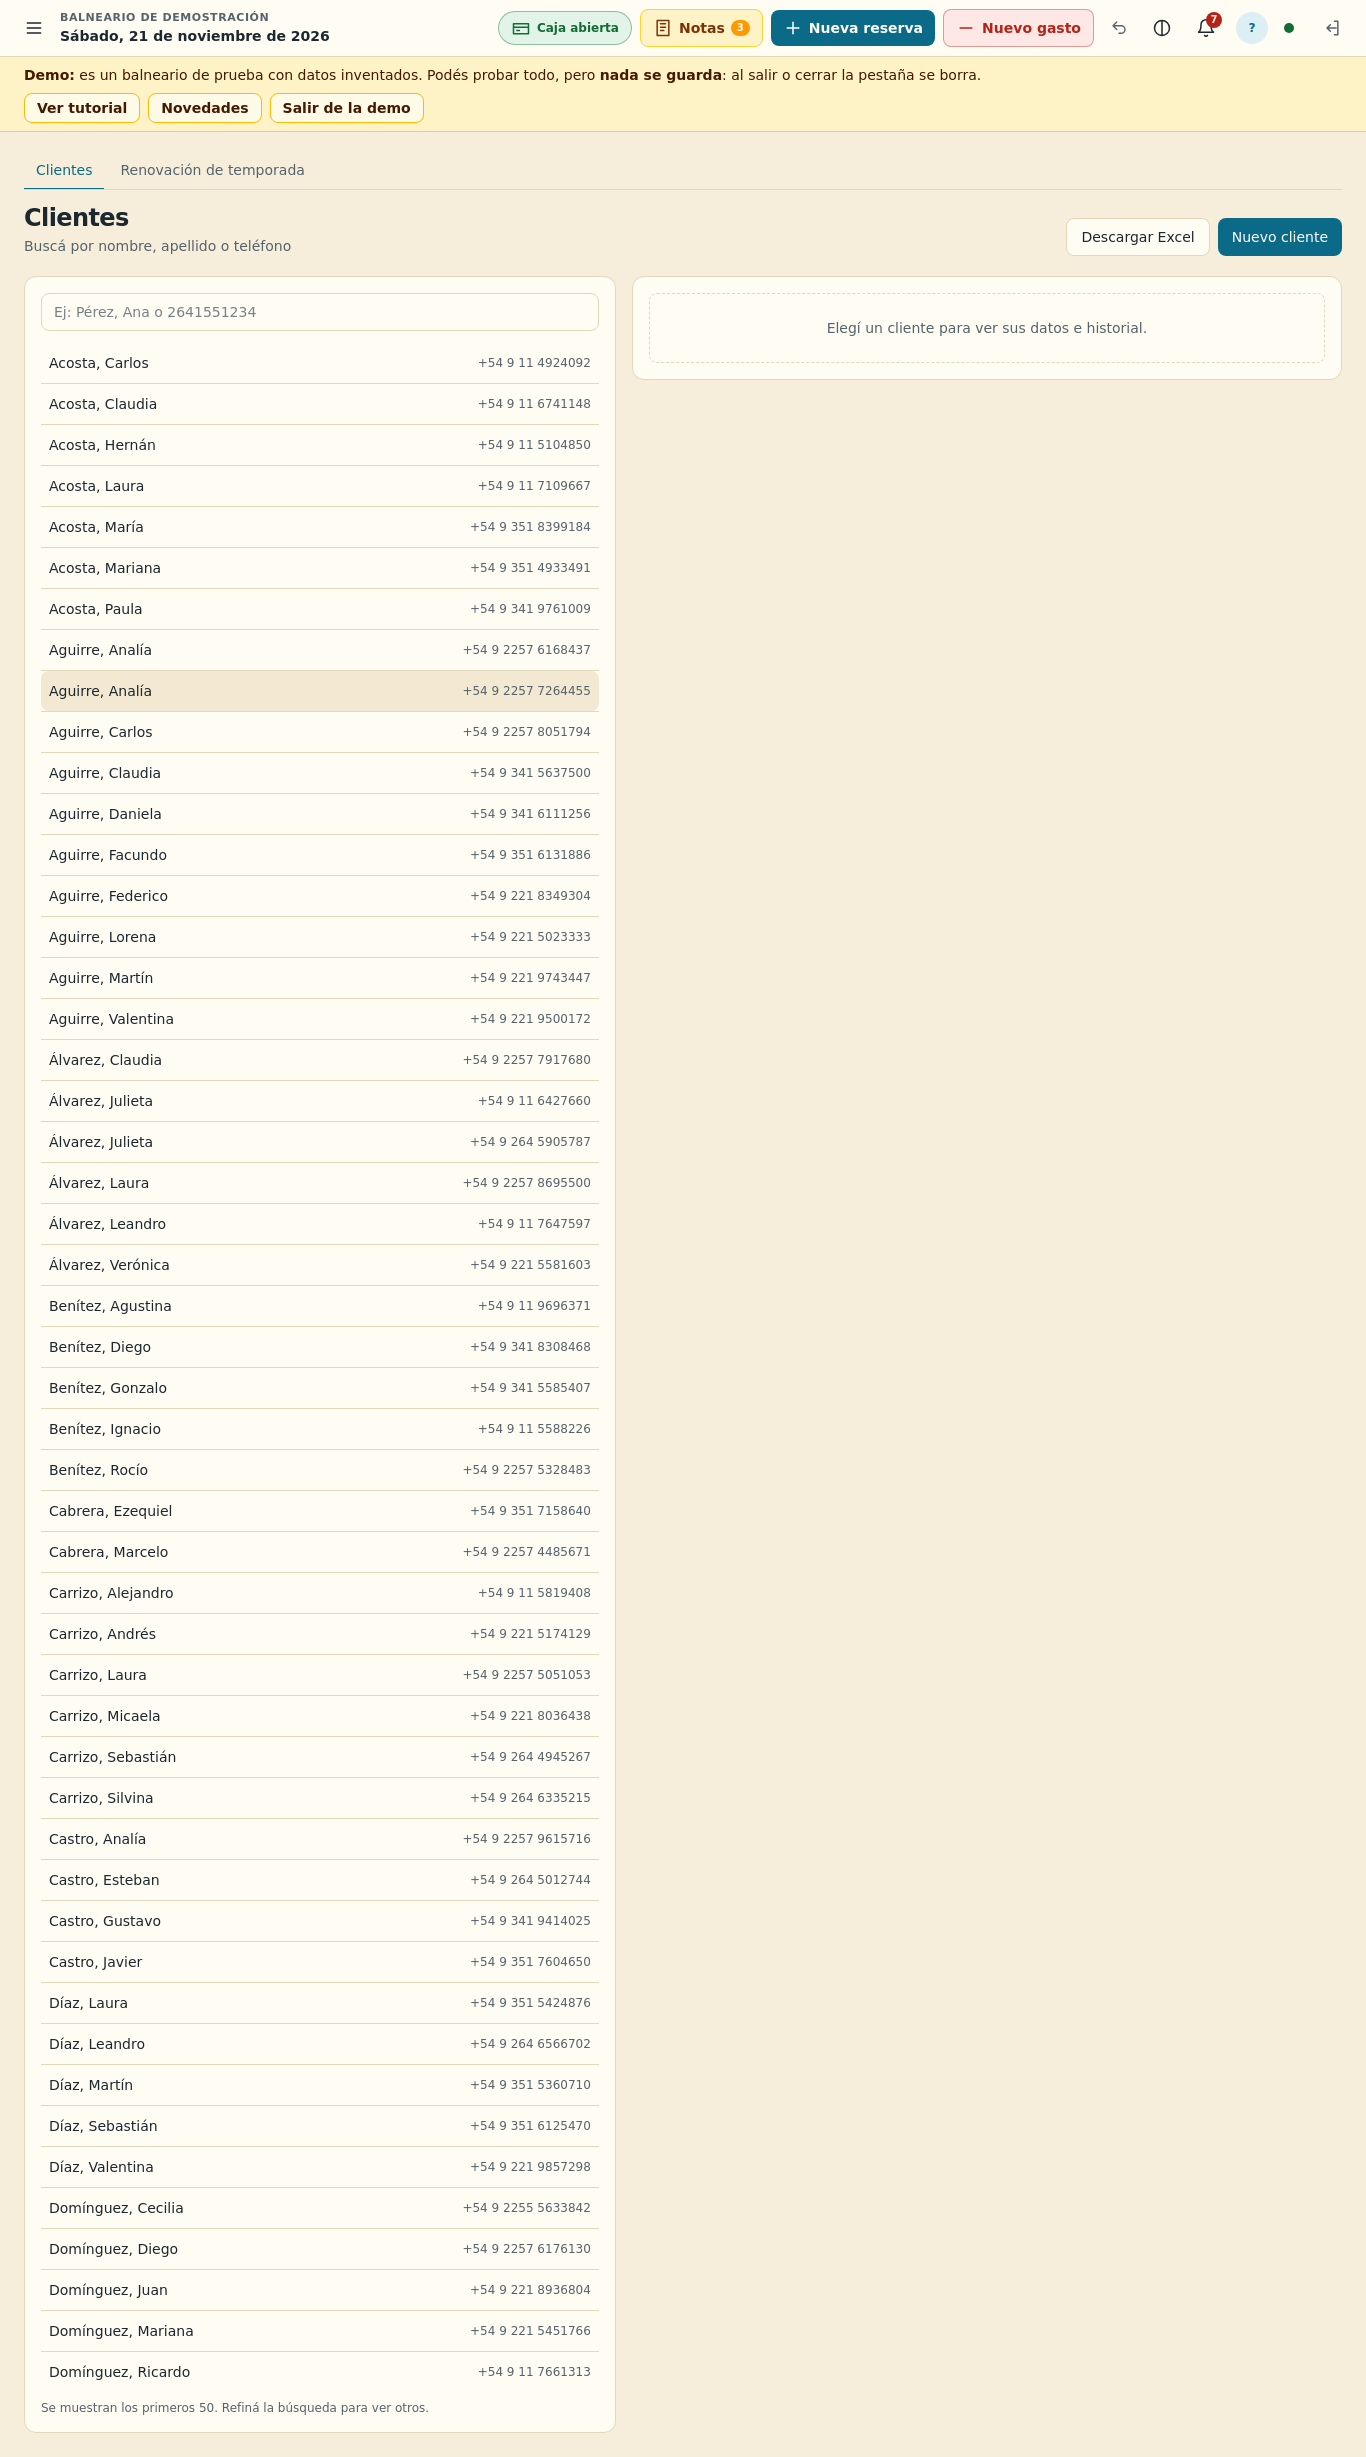 BALNEARIO DE DEMOSTRACIÓN
Sábado, 21 de noviembre de 2026
Caja abierta
Notas 3
Nueva reserva
Nuevo gasto
7
?
Demo: es un balneario de prueba con datos inventados. Podés probar todo, pero nada se guarda: al salir o cerrar la pestaña se borra.
Ver tutorial
Novedades
Salir de la demo
Clientes
Renovación de temporada
Clientes
Buscá por nombre, apellido o teléfono
Descargar Excel
Nuevo cliente
Ej: Pérez, Ana o 2641551234
Elegí un cliente para ver sus datos e historial.
Acosta, Carlos +54 9 11 4924092
Acosta, Claudia +54 9 11 6741148
Acosta, Hernán +54 9 11 5104850
Acosta, Laura +54 9 11 7109667
Acosta, María +54 9 351 8399184
Acosta, Mariana +54 9 351 4933491
Acosta, Paula +54 9 341 9761009
Aguirre, Analía +54 9 2257 6168437
Aguirre, Analía +54 9 2257 7264455
Aguirre, Carlos +54 9 2257 8051794
Aguirre, Claudia +54 9 341 5637500
Aguirre, Daniela +54 9 341 6111256
Aguirre, Facundo +54 9 351 6131886
Aguirre, Federico +54 9 221 8349304
Aguirre, Lorena +54 9 221 5023333
Aguirre, Martín +54 9 221 9743447
Aguirre, Valentina +54 9 221 9500172
Álvarez, Claudia +54 9 2257 7917680
Álvarez, Julieta +54 9 11 6427660
Álvarez, Julieta +54 9 264 5905787
Álvarez, Laura +54 9 2257 8695500
Álvarez, Leandro +54 9 11 7647597
Álvarez, Verónica +54 9 221 5581603
Benítez, Agustina +54 9 11 9696371
Benítez, Diego +54 9 341 8308468
Benítez, Gonzalo +54 9 341 5585407
Benítez, Ignacio +54 9 11 5588226
Benítez, Rocío +54 9 2257 5328483
Cabrera, Ezequiel +54 9 351 7158640
Cabrera, Marcelo +54 9 2257 4485671
Carrizo, Alejandro +54 9 11 5819408
Carrizo, Andrés +54 9 221 5174129
Carrizo, Laura +54 9 2257 5051053
Carrizo, Micaela +54 9 221 8036438
Carrizo, Sebastián +54 9 264 4945267
Carrizo, Silvina +54 9 264 6335215
Castro, Analía +54 9 2257 9615716
Castro, Esteban +54 9 264 5012744
Castro, Gustavo +54 9 341 9414025
Castro, Javier +54 9 351 7604650
Díaz, Laura +54 9 351 5424876
Díaz, Leandro +54 9 264 6566702
Díaz, Martín +54 9 351 5360710
Díaz, Sebastián +54 9 351 6125470
Díaz, Valentina +54 9 221 9857298
Domínguez, Cecilia +54 9 2255 5633842
Domínguez, Diego +54 9 2257 6176130
Domínguez, Juan +54 9 221 8936804
Domínguez, Mariana +54 9 221 5451766
Domínguez, Ricardo +54 9 11 7661313
Se muestran los primeros 50. Refiná la búsqueda para ver otros.